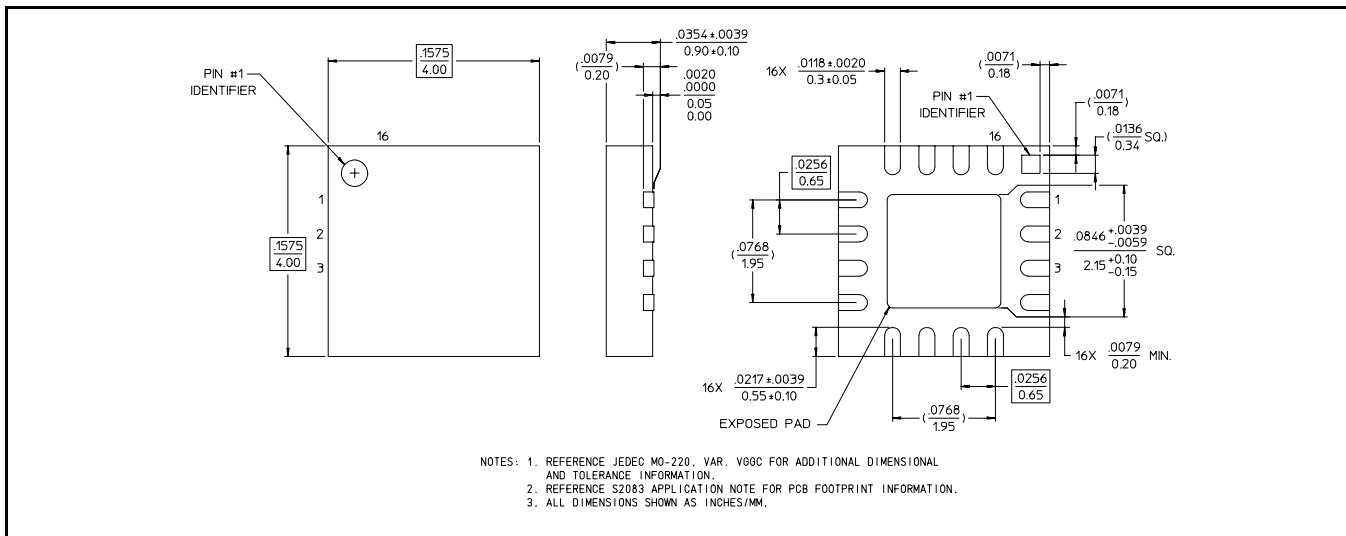 .1575
4.00
PIN #1
IDENTIFIER
16
1
2
3
.1575
4.00
.0354±.0039
0.90±0.10
(.0079
0.20)
.0020
.0000
0.05
0.00
16X .0118±.0020
0.3±0.05
(.0071
0.18)
PIN #1
IDENTIFIER
16
(.0071
0.18)
(.0136
0.34 SQ.)
.0256
0.65
(.0768
1.95)
1
2
3
.0846 +.0039
-.0059
2.15 +0.10
-0.15
SQ.
16X .0079
0.20 MIN.
16X .0217±.0039
0.55±0.10
.0256
0.65
(.0768
1.95)
EXPOSED PAD
NOTES: 1. REFERENCE JEDEC MO-220, VAR. VGGC FOR ADDITIONAL DIMENSIONAL
AND TOLERANCE INFORMATION.
2. REFERENCE S2083 APPLICATION NOTE FOR PCB FOOTPRINT INFORMATION.
3. ALL DIMENSIONS SHOWN AS INCHES/MM.